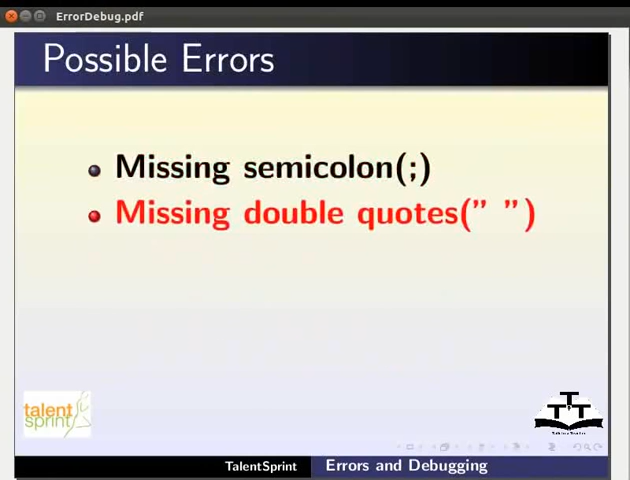 ErrorDebug.pdf
Possible Errors
Missing semicolon(;)
Missing double quotes(” ”)
talent
sprint
TalentSprint
Errors and Debugging